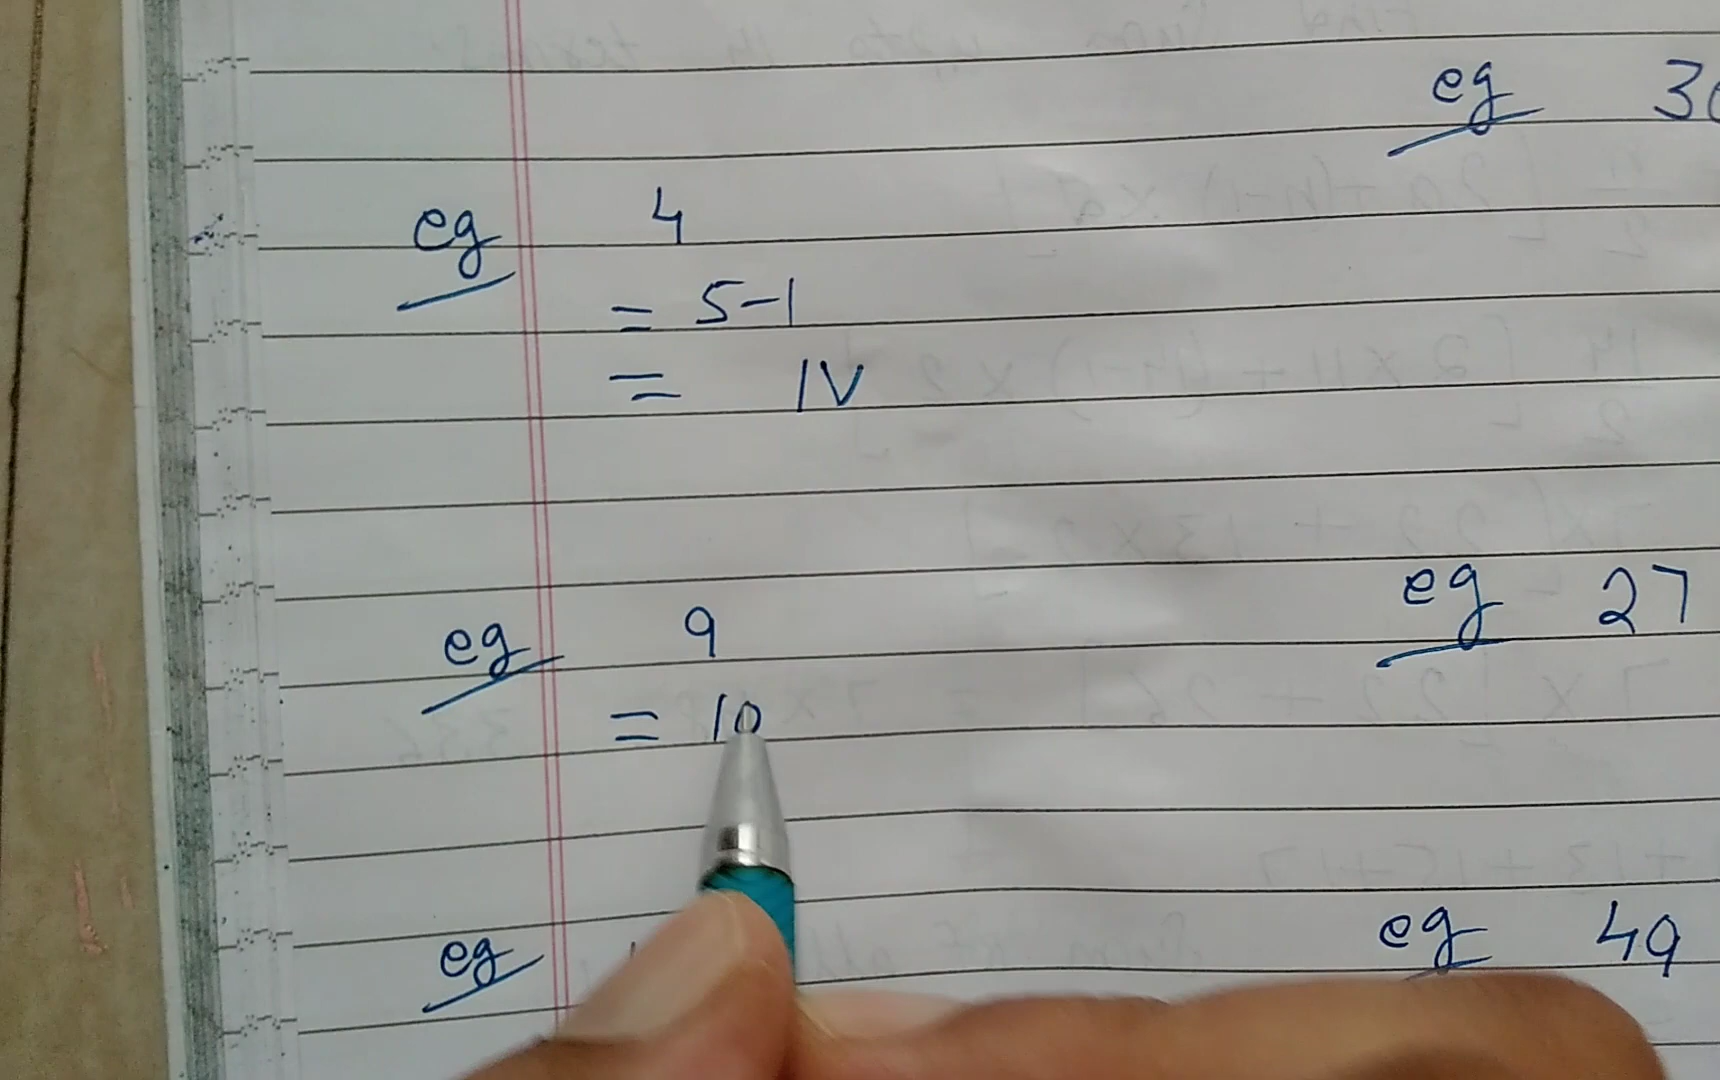 eg 4
= 5-1
= IV
eg 9
= 10
eg
eg 30
eg 27
eg 49